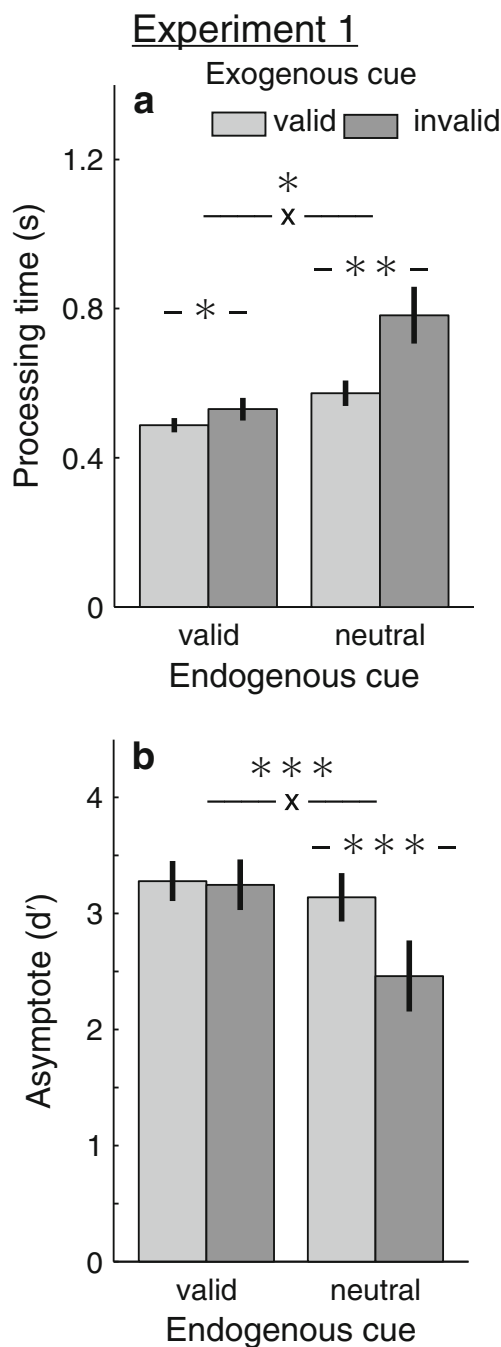 Experiment 1
Exogenous cue
a
valid invalid
1.2
0.8
0.4
0
Processing time (s)
*
x
*
**
valid neutral
Endogenous cue
b
4
3
2
1
0
Asymptote (d′)
***
x
***
valid neutral
Endogenous cue